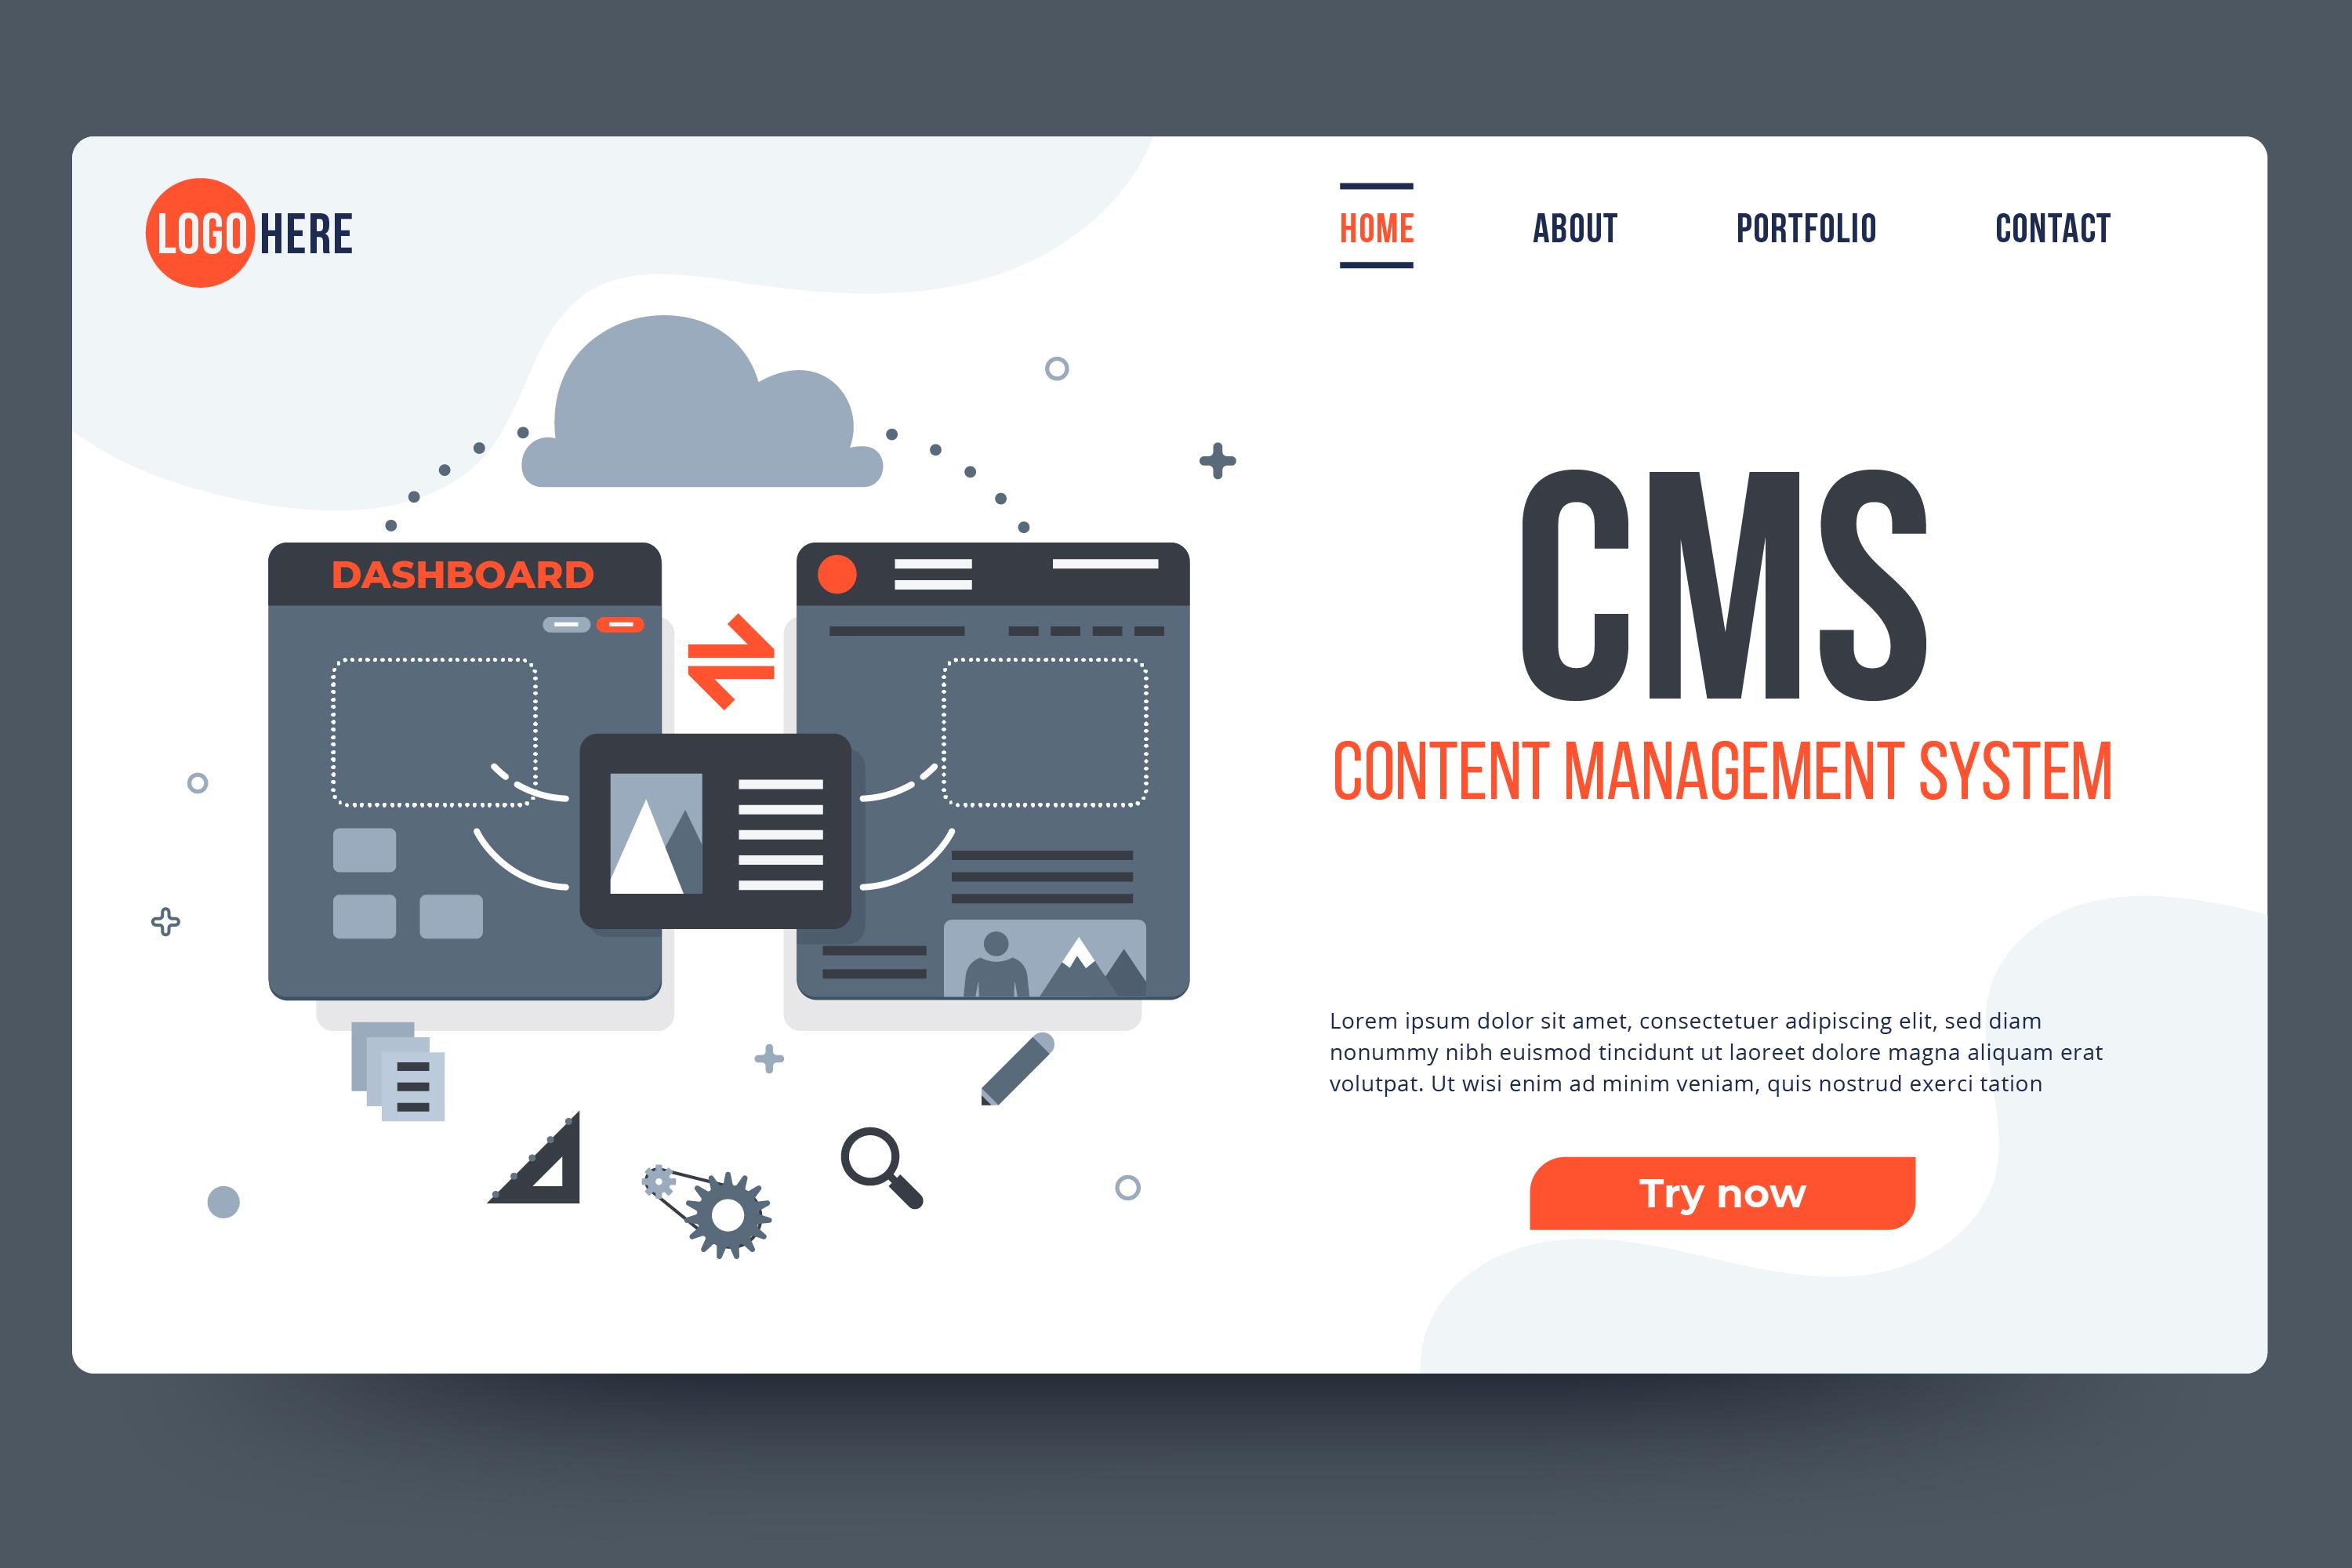 LOGO HERE
HOME ABOUT PORTFOLIO CONTACT
DASHBOARD
CMS
CONTENT MANAGEMENT SYSTEM
Lorem ipsum dolor sit amet, consectetuer adipiscing elit, sed diam
nonummy nibh euismod tincidunt ut laoreet dolore magna aliquam erat
volutpat. Ut wisi enim ad minim veniam, quis nostrud exerci tation
Try now